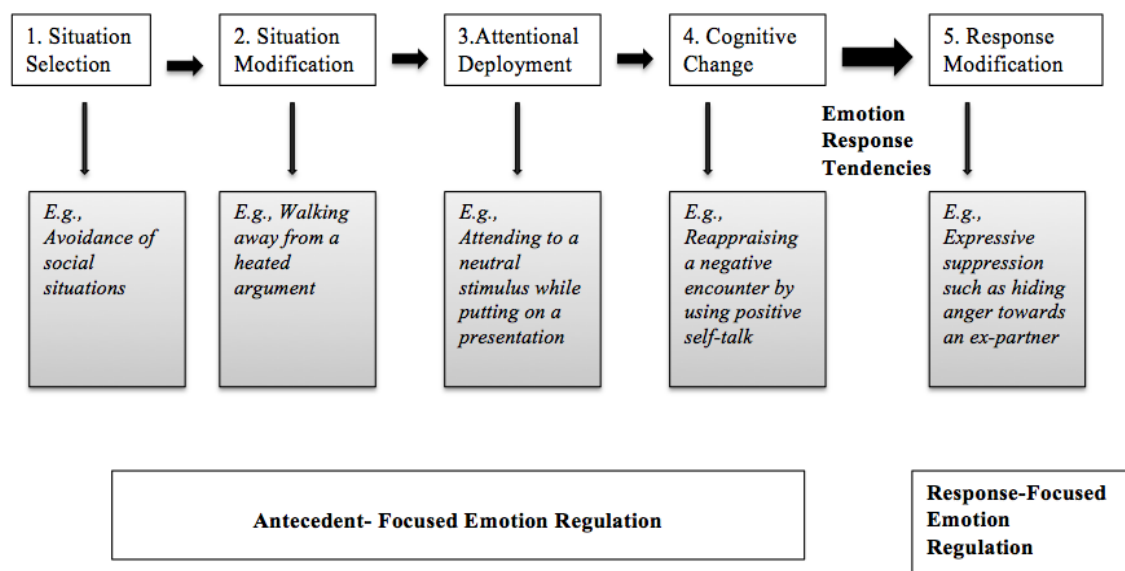 1. Situation
Selection
2. Situation
Modification
3.Attentional
Deployment
4. Cognitive
Change
5. Response
Modification
Emotion
Response
Tendencies
E.g.,
Avoidance of
social
situations
E.g., Walking
away from a
heated
argument
E.g.,
Attending to a
neutral
stimulus while
putting on a
presentation
E.g.,
Reappraising
a negative
encounter by
using positive
self-talk
E.g.,
Expressive
suppression
such as hiding
anger towards
an ex-partner
Antecedent- Focused Emotion Regulation
Response-Focused
Emotion
Regulation